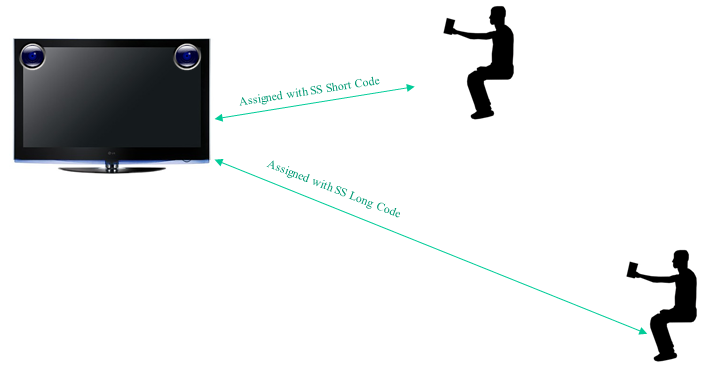 Assigned with SS Short Code
Assigned with SS Long Code